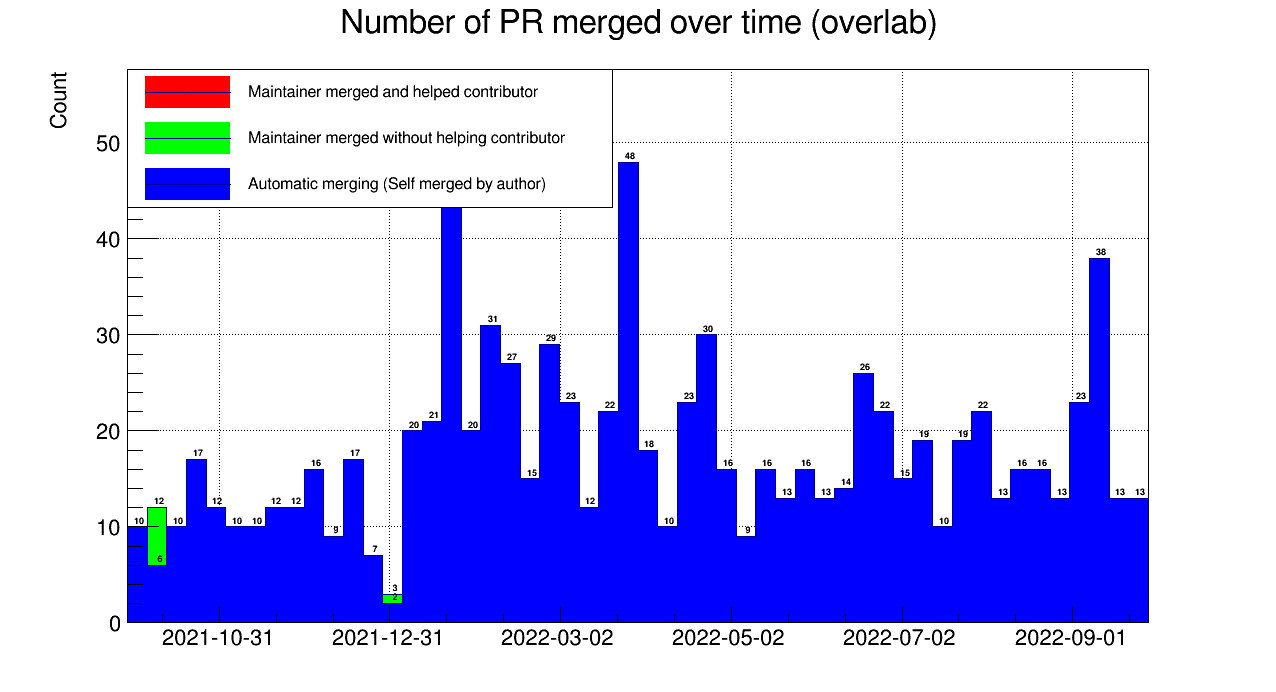 Number of PR merged over time (overlab)
Count
Maintainer merged and helped contributor
Maintainer merged without helping contributor
Automatic merging (Self merged by author)
50
40
30
20
10
0
10 12 6 10 17 12 10 10 12 12 16 9 17 7 3 2 20 21 20 31 27 15 29 23 12 22 48 18 10 23 30 16 9 16 13 16 13 14 26 22 15 19 10 19 22 13 16 16 13 23 38 13 13
2021-10-31 2021-12-31 2022-03-02 2022-05-02 2022-07-02 2022-09-01